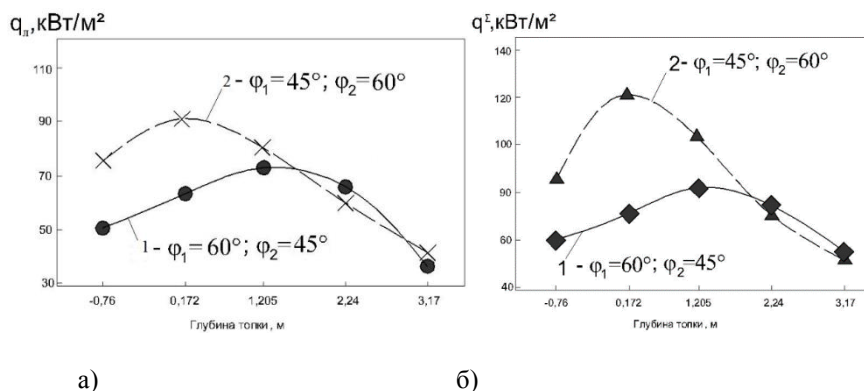 qл,кВт/м²
110
90
70
50
30
2- φ₁=45°; φ₂=60°
1- φ₁=60°; φ₂=45°
-0,76 0,172 1,205 2,24 3,17
Глубина топки , м
а)
qΣ,кВт/м²
140
120
100
90
60
40
2- φ₁=45°; φ₂=60°
1 - φ₁=60°; φ₂=45°
-0,76 0,172 1,205 2,24 3,17
Глубина топки , м
б)